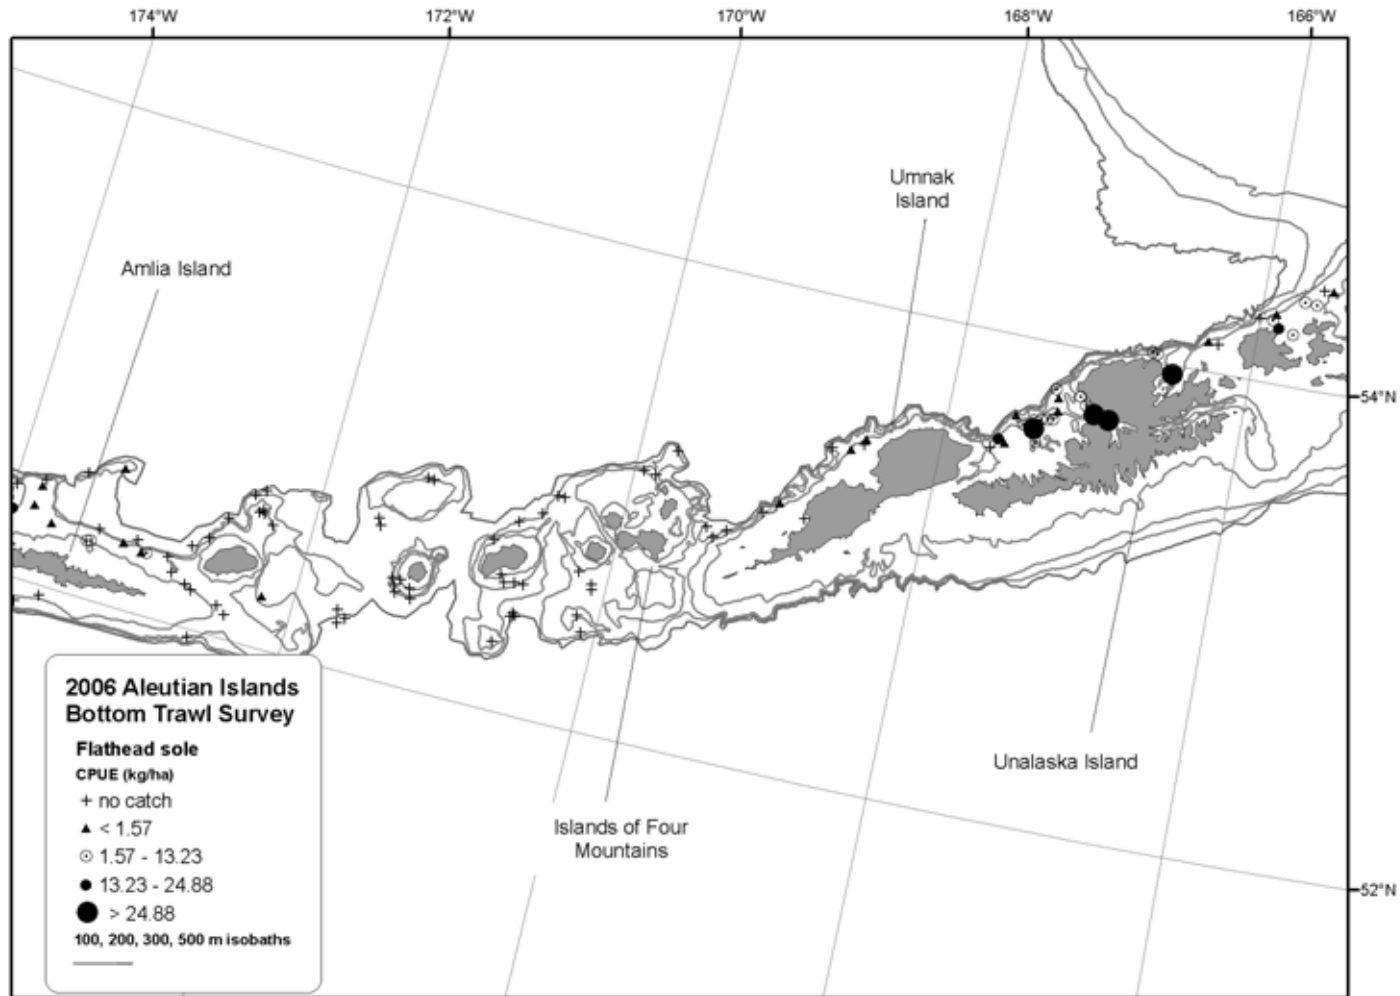 174°W
172°W
170°W
168°W
166°W
Umnak
Island
Amlia Island
54°N
2006 Aleutian Islands
Bottom Trawl Survey
Flathead sole
CPUE (kg/ha)
+ no catch
▲ < 1.57
⊙ 1.57 - 13.23
● 13.23 - 24.88
● > 24.88
100, 200, 300, 500 m isobaths
Unalaska Island
Islands of Four
Mountains
52°N